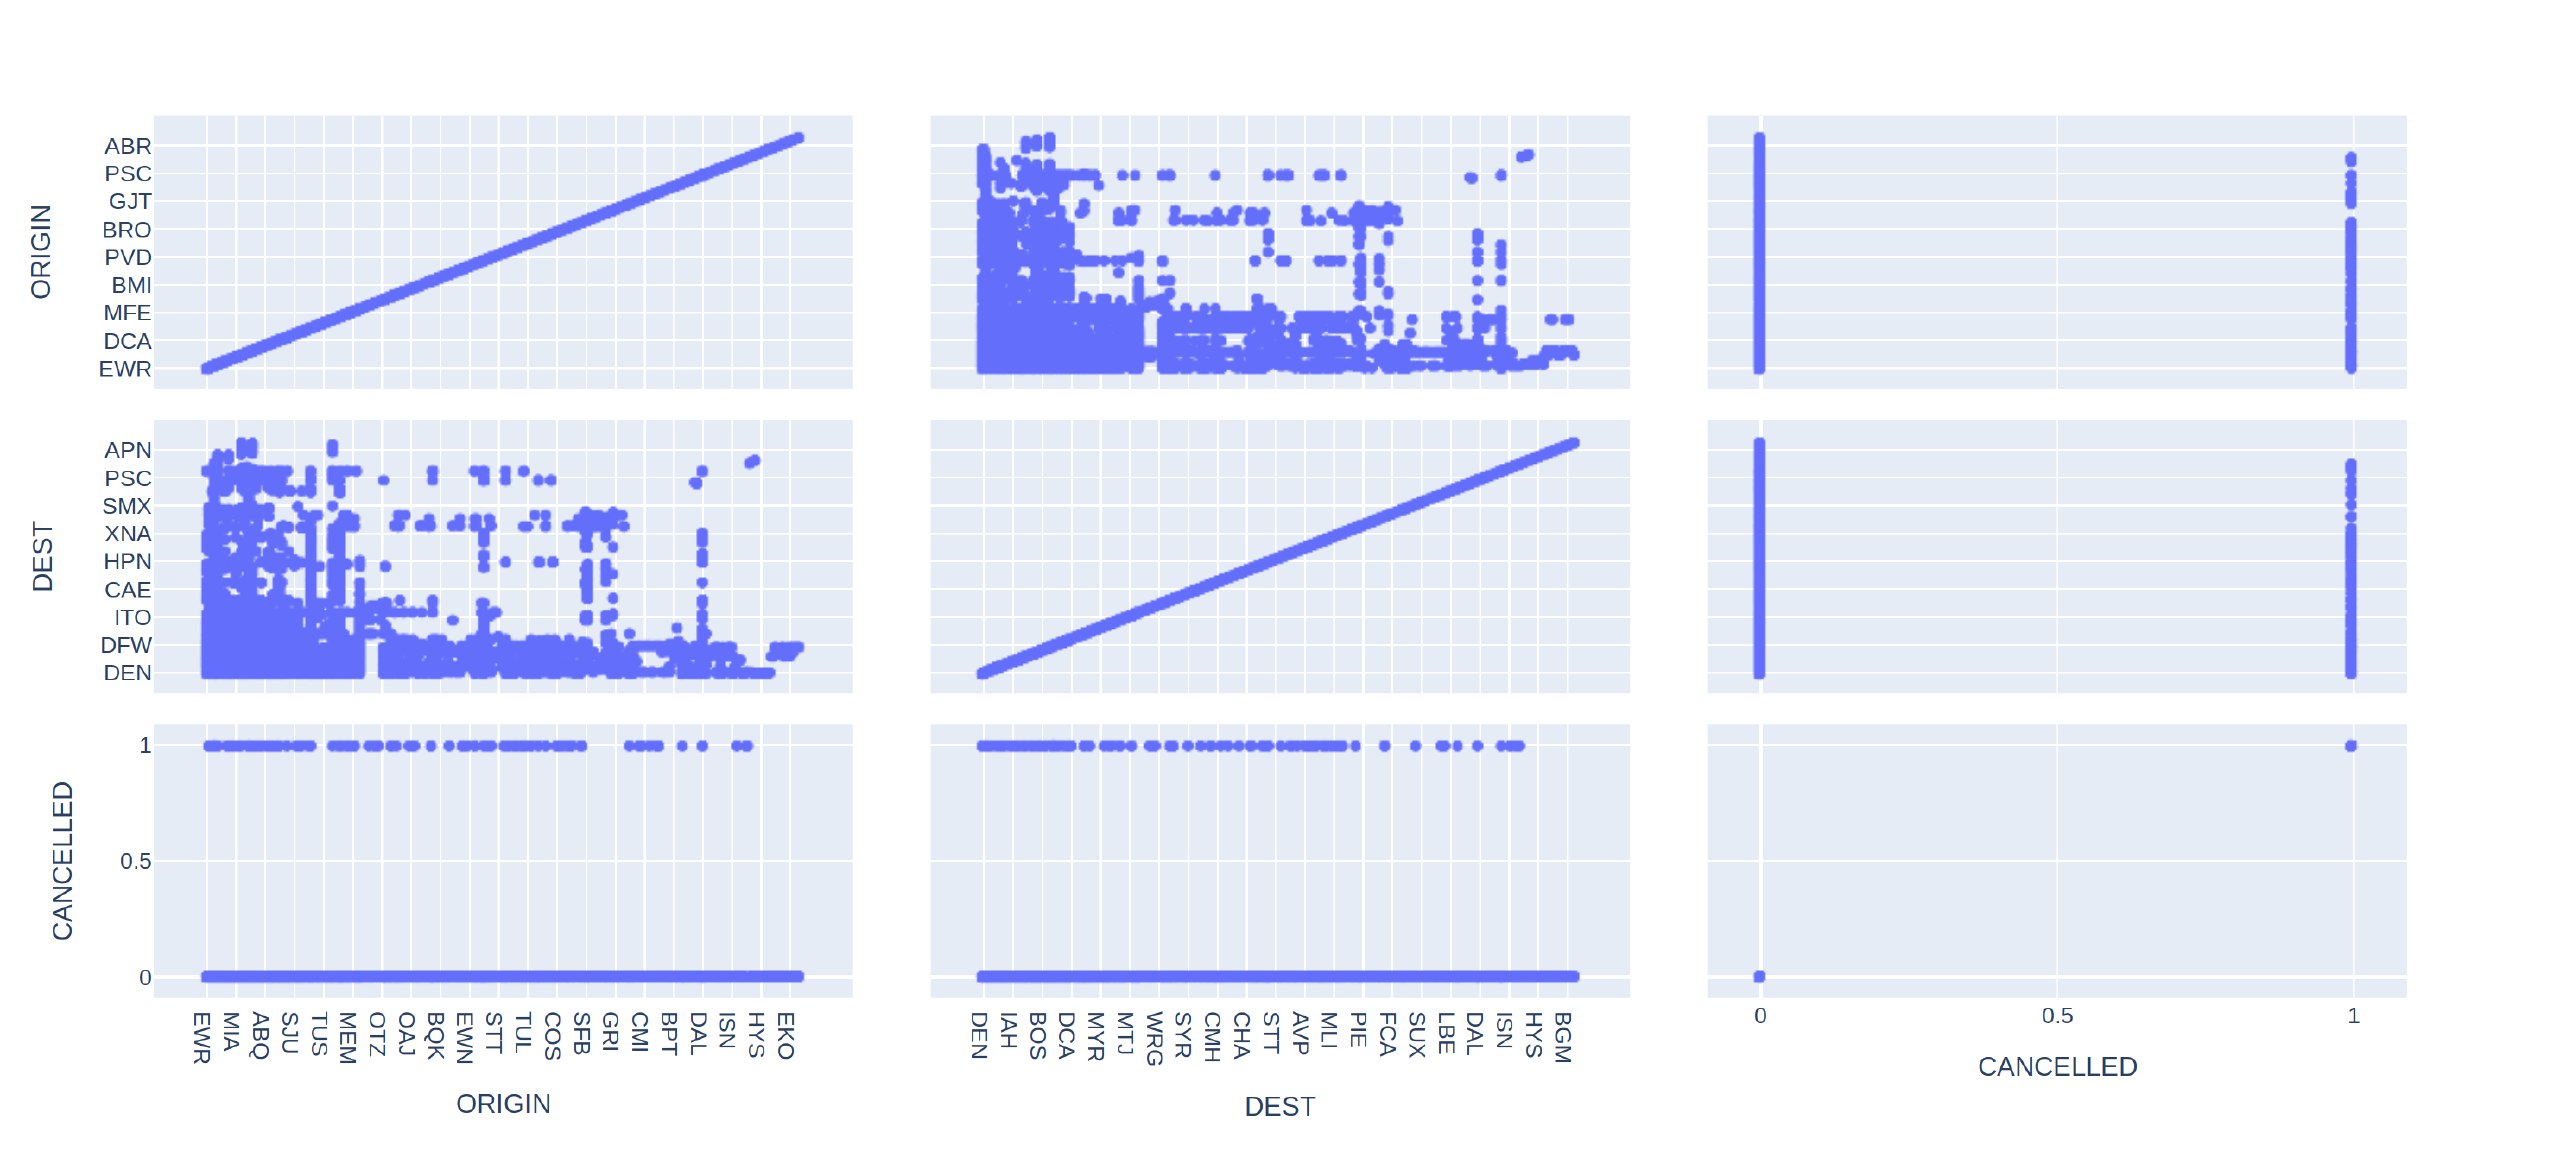 ORIGIN
ABR
PSC
GJT
BRO
PVD
BMI
MFE
DCA
EWR
DEST
APN
PSC
SMX
XNA
HPN
CAE
ITO
DFW
DEN
CANCELLED
1
0.5
0
EWR MIA ABQ SJU TUS MEM OTZ OAJ BQK EWN STT TUL COS SFB GRI CMI BPT DAL ISN HYS EKO
ORIGIN
DEN IAH BOS DCA MYR MTJ WRG SYR CMH CHA STT AVP MLI PIE FCA SUX LBE DAL ISN HYS BGM
DEST
0 0.5 1
CANCELLED